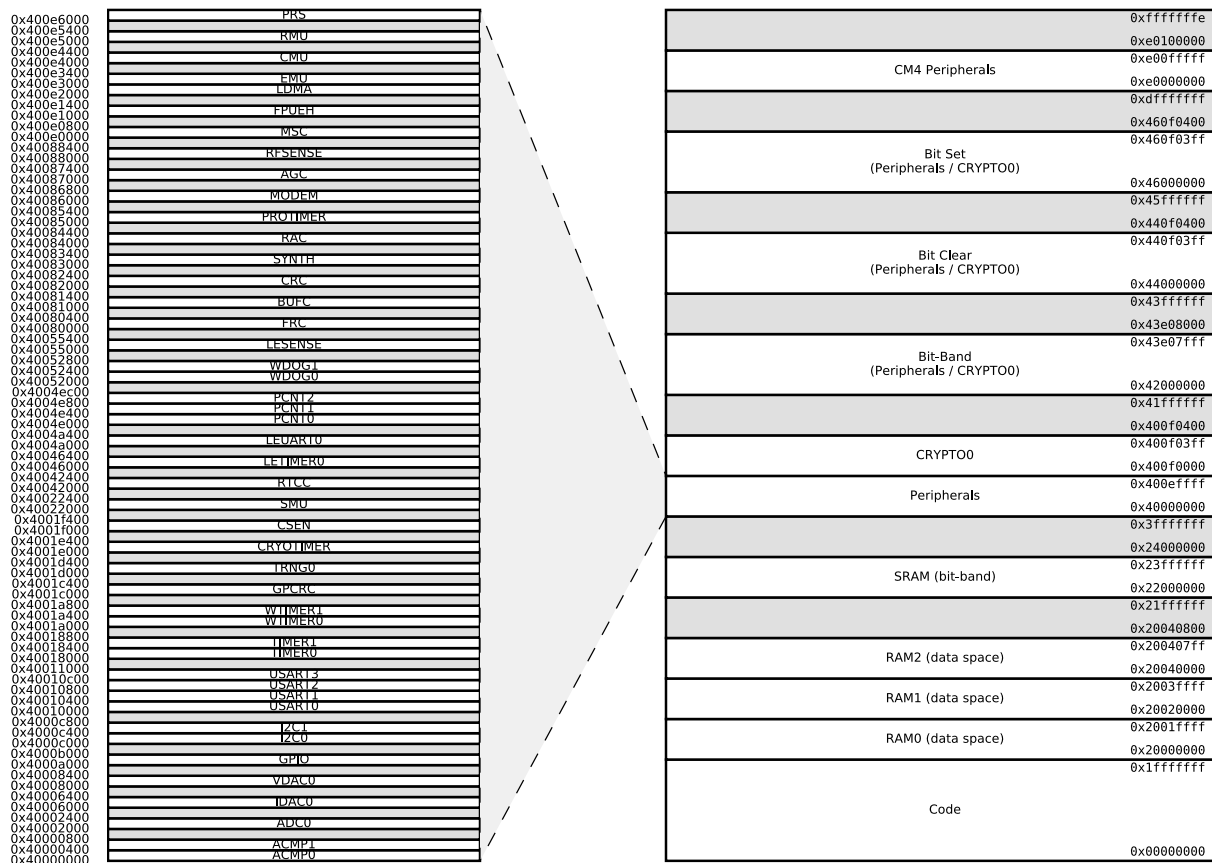 0x400e6000
0x400e5400
0x400e5000
0x400e4400
0x400e4000
0x400e3400
0x400e3000
0x400e2000
0x400e1400
0x400e1000
0x400e0800
0x400e0000
0x40088400
0x40088000
0x40087400
0x40087000
0x40086800
0x40086000
0x40085400
0x40085000
0x40084400
0x40084000
0x40083400
0x40083000
0x40082400
0x40082000
0x40081400
0x40081000
0x40080400
0x40080000
0x40055400
0x40055000
0x40052800
0x40052400
0x40052000
0x4004ec00
0x4004e800
0x4004e400
0x4004e000
0x4004a400
0x4004a000
0x40046400
0x40046000
0x40042400
0x40042000
0x40022400
0x40022000
0x4001f400
0x4001f000
0x4001e400
0x4001e000
0x4001d400
0x4001d000
0x4001c400
0x4001c000
0x4001a800
0x4001a400
0x4001a000
0x40018800
0x40018400
0x40018000
0x40011000
0x40010c00
0x40010800
0x40010400
0x40010000
0x4000c800
0x4000c400
0x4000c000
0x4000b000
0x4000a000
0x40008400
0x40008000
0x40006400
0x40006000
0x40002400
0x40002000
0x40000800
0x40000400
0x40000000
PRS
RMU
CMU
EMU
LDMA
FPUEH
MSC
RFSENSE
AGC
MODEM
PROTIMER
RAC
SYNTH
CRC
BUFC
FRC
LESENSE
WDOG1
WDOG0
PCNT2
PCNT1
PCNT0
LEUART0
LETIMER0
RTCC
SMU
CSEN
CRYOTIMER
TRNG0
GPCRC
WTIMER1
WTIMER0
TIMER1
TIMER0
USART3
USART2
USART1
USART0
I2C1
I2C0
GPIO
VDAC0
IDAC0
ADC0
ACMP1
ACMP0
0xfffffffe
0xe0100000
0xe00fffff
CM4 Peripherals
0xe0000000
0xdfffffff
0x460f0400
0x460f03ff
Bit Set
(Peripherals / CRYPTO0)
0x46000000
0x45ffffff
0x440f0400
0x440f03ff
Bit Clear
(Peripherals / CRYPTO0)
0x44000000
0x43ffffff
0x43e08000
0x43e07fff
Bit-Band
(Peripherals / CRYPTO0)
0x42000000
0x41ffffff
0x400f0400
0x400f03ff
CRYPTO0
0x400f0000
0x400effff
Peripherals
0x40000000
0x3fffffff
0x24000000
0x23ffffff
SRAM (bit-band)
0x22000000
0x21ffffff
0x20040800
0x200407ff
RAM2 (data space)
0x20040000
0x2003ffff
RAM1 (data space)
0x20020000
0x2001ffff
RAM0 (data space)
0x20000000
0x1fffffff
Code
0x00000000